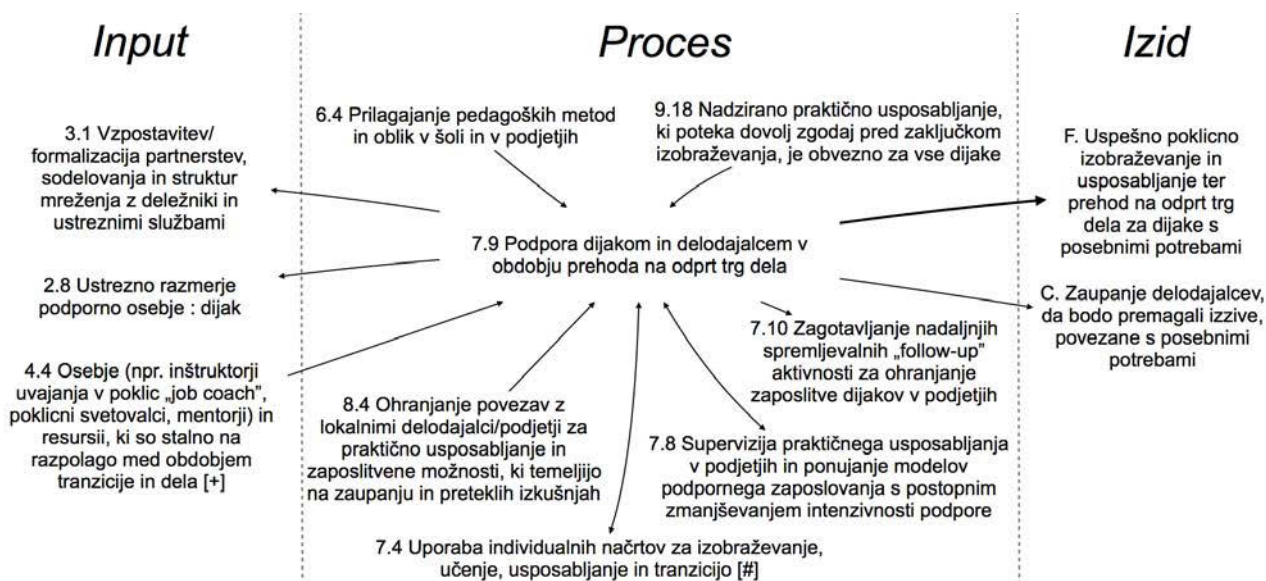 Input
Proces
Izid
3.1 Vzpostavitev/
formalizacija partnerstev,
sodelovanja in struktur
mreženja z deležniki in
ustreznimi službami
2.8 Ustrezno razmerje
podporno osebje : dijak
4.4 Osebje (npr. inštruktorji
uvajanja v poklic „job coach”,
poklicni svetovalci, mentorji) in
resursii, ki so stalno na
razpolago med obdobjem
tranzicije in dela [+]
6.4 Prilagajanje pedagoških metod
in oblik v šoli in v podjetjih
9.18 Nadzirano praktično usposabljanje,
ki poteka dovolj zgodaj pred zaključkom
izobraževanja, je obvezno za vse dijake
7.9 Podpora dijakom in delodajalcem v
obdobju prehoda na odprt trg dela
7.10 Zagotavljanje nadaljnjih
spremljevalnih „follow-up”
aktivnosti za ohranjanje
zaposlitve dijakov v podjetjih
8.4 Ohranjanje povezav z
lokalnimi delodajalci/podjetji za
praktično usposabljanje in
zaposlitvene možnosti, ki temeljijo
na zaupanju in preteklih izkušnjah
7.8 Supervizija praktičnega usposabljanja
v podjetjih in ponujanje modelov
podpornega zaposlovanja s postopnim
zmanjševanjem intenzivnosti podpore
7.4 Uporaba individualnih načrtov za izobraževanje,
učenje, usposabljanje in tranzicijo [#]
F. Uspešno poklicno
izobraževanje in
usposabljanje ter
prehod na odprt trg
dela za dijake s
posebnimi potrebami
C. Zaupanje delodajalcev,
da bodo premagali izzive,
povezane s posebnimi
potrebami